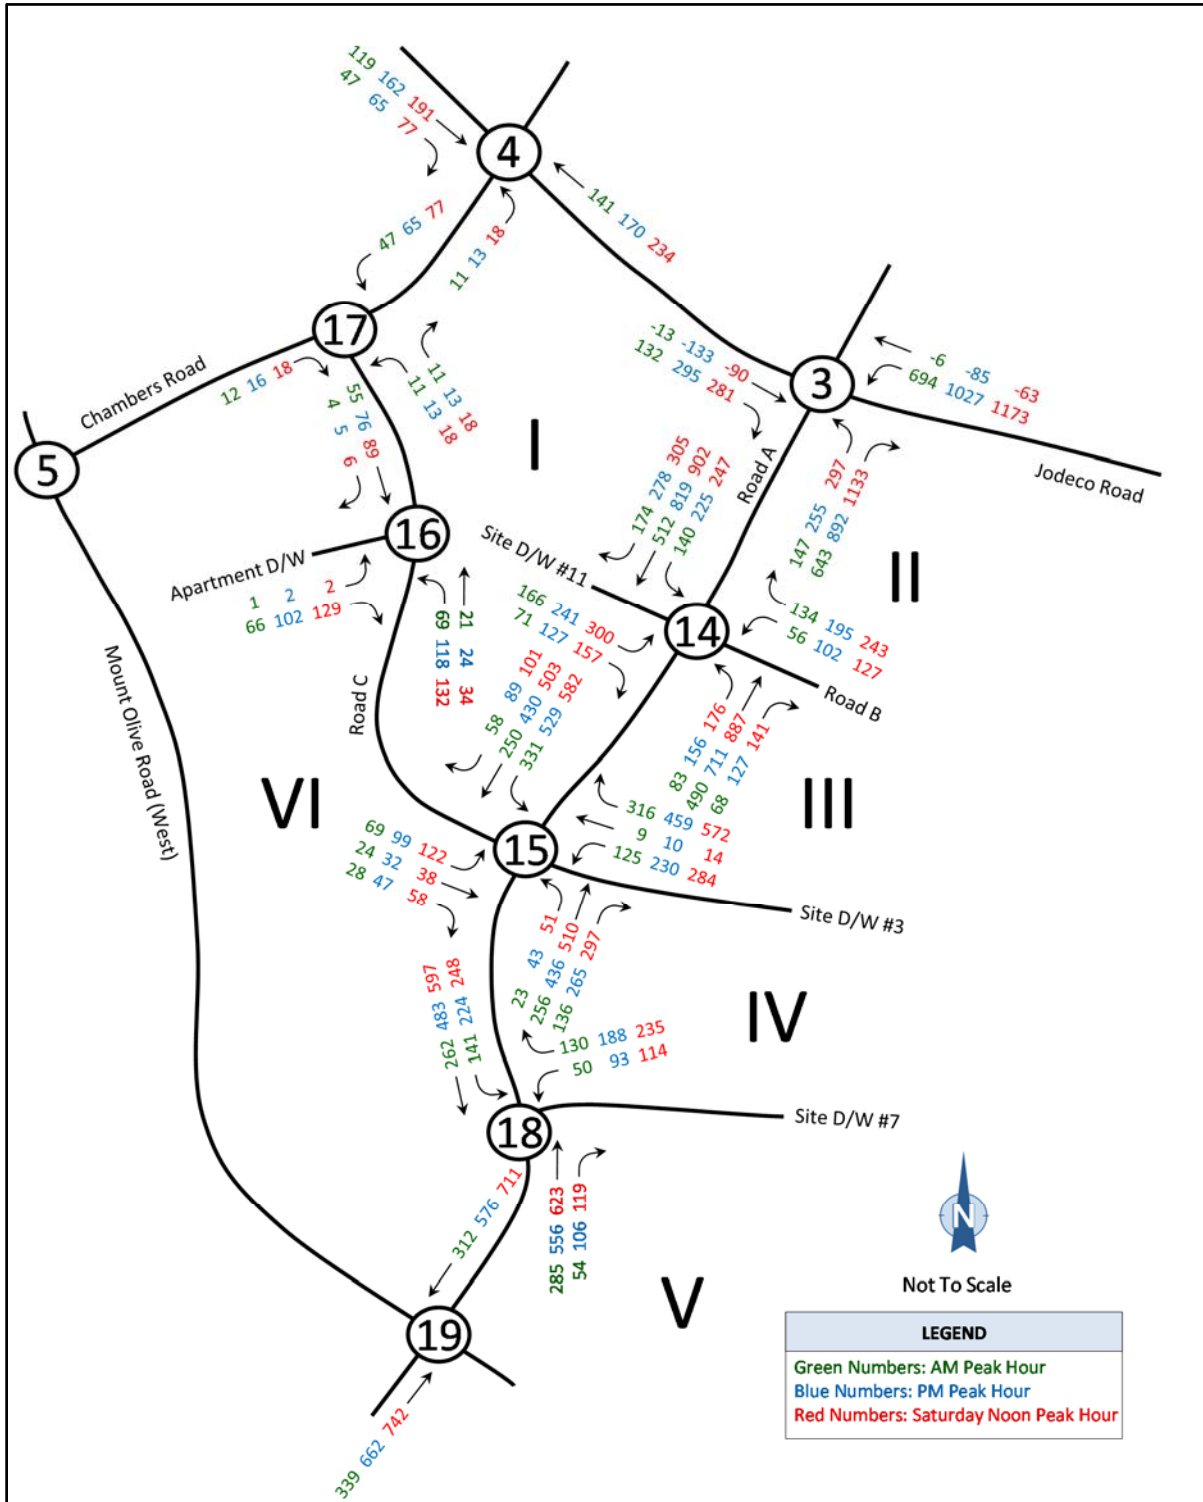 119 162 191
47 65 77
4
141 170 234
47 65 77
11 13 18
17
Chambers Road
12 16 18
11 13 18
11 13 18
55 76 89
4 5 6
I
-13 -133 -90
132 295 281
3
-6 -85 -63
694 1027 1173
Jodeco Road
Road A
5
16
Apartment D/W
1 2 2
66 102 129
69 118 132
21 24 34
Site D/W #11
174 278 305
512 819 902
140 225 247
147 255 297
643 892 1133
II
166 241 300
71 127 157
14
134 195 243
56 102 127
Road B
Mount Olive Road (West)
Road C
58 89 101
250 430 503
331 529 582
83 156 176
490 711 887
68 127 141
III
VI
316 459 572
9 10 14
125 230 284
69 99 122
24 32 38
28 47 58
15
Site D/W #3
23 43 51
256 436 510
136 265 297
262 483 597
141 224 248
IV
130 188 235
50 93 114
18
Site D/W #7
285 556 623
54 106 119
312 576 711
V
19
339 662 742
N
Not To Scale
LEGEND
Green Numbers: AM Peak Hour
Blue Numbers: PM Peak Hour
Red Numbers: Saturday Noon Peak Hour